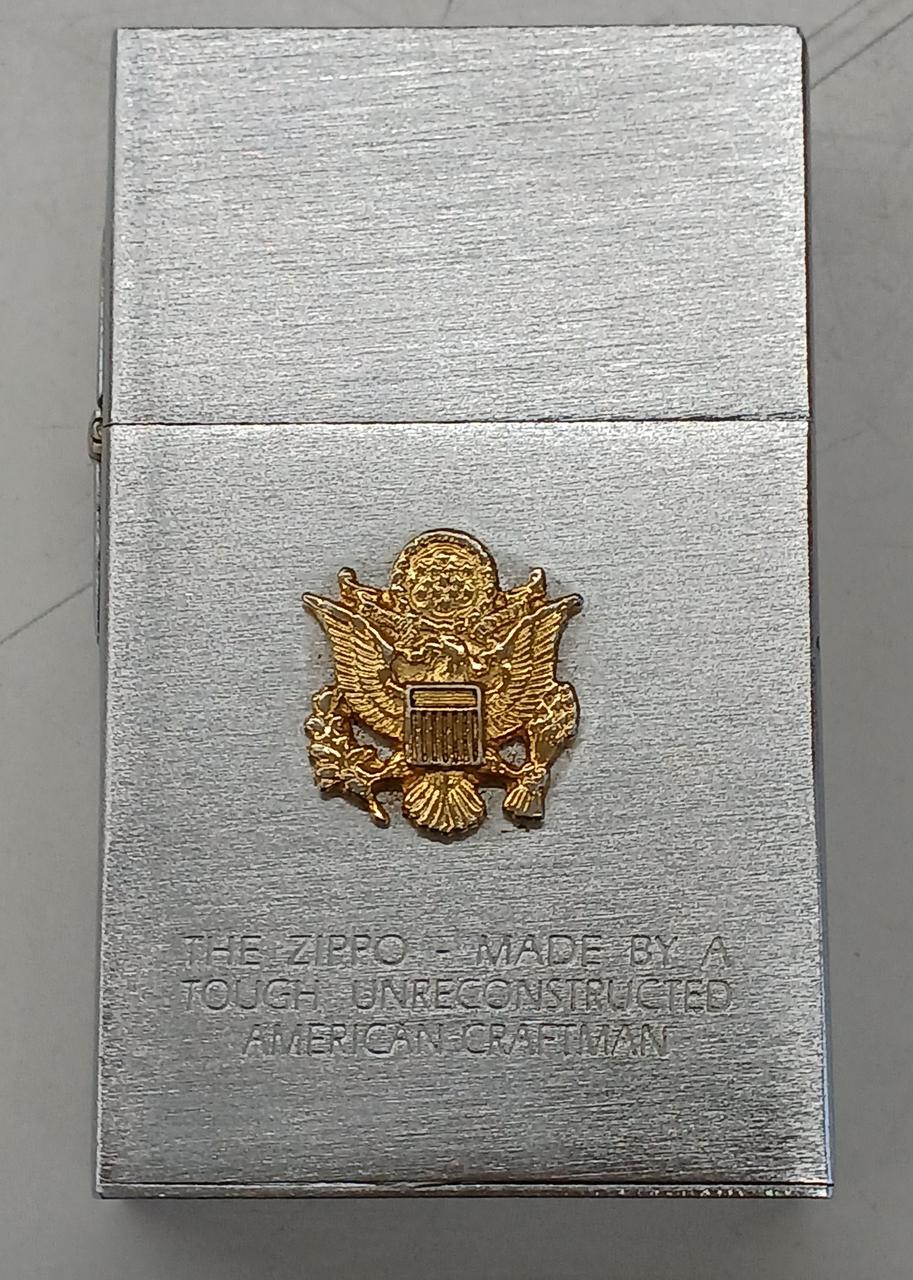 THE ZIPPO - MADE BY A
TOUGH, UNRECONSTRUCTED
AMERICAN CRAFTMAN